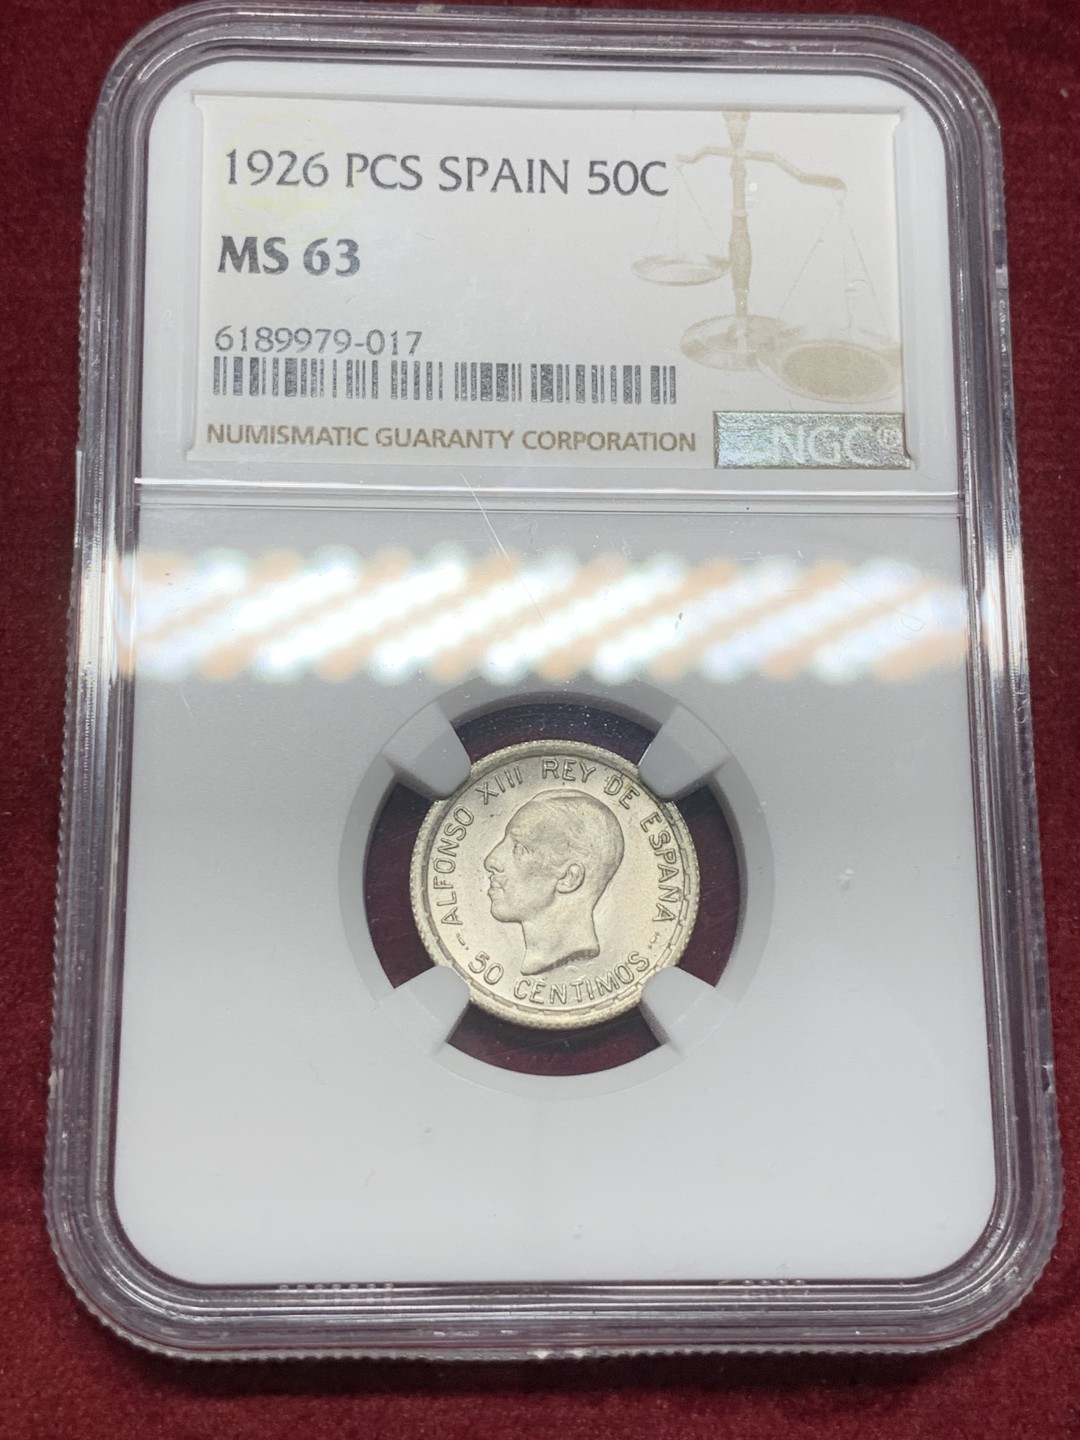 1926 PCS SPAIN 50C
MS 63
6189979-017
NUMISMATIC GUARANTY CORPORATION
NGC®
ALFONSO XIII REY DE ESPAÑA
50 CENTIMOS